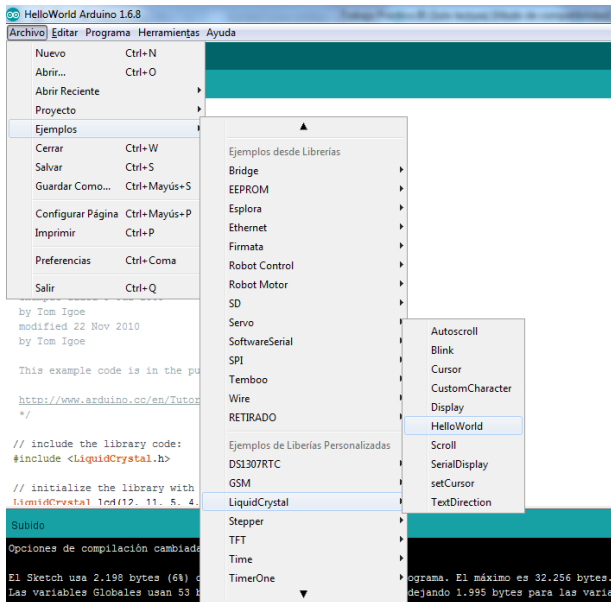 HelloWorld Arduino 1.6.8
Archivo Editar Programa Herramientas Ayuda
Nuevo Ctrl+N
Abrir... Ctrl+O
Abrir Reciente
Proyecto
Ejemplos
Cerrar Ctrl+W
Salvar Ctrl+S
Guardar Como... Ctrl+Mayús+S
Configurar Página Ctrl+Mayús+P
Imprimir Ctrl+P
Preferencias Ctrl+Coma
Salir Ctrl+Q
Ejemplos desde Librerías
Bridge
EEPROM
Esplora
Ethernet
Firmata
Robot Control
Robot Motor
SD
Servo
SoftwareSerial
SPI
Temboo
Wire
RETIRADO
Ejemplos de Liberías Personalizadas
DS1307RTC
GSM
LiquidCrystal
Stepper
TFT
Time
TimerOne
Autoscroll
Blink
Cursor
CustomCharacter
Display
HelloWorld
Scroll
SerialDisplay
setCursor
TextDirection
by Tom Igoe
modified 22 Nov 2010
by Tom Igoe
This example code is in the pu
http://www.arduino.cc/en/Tutor
*/
// include the library code:
#include <LiquidCrystal.h>
// initialize the library with
LiquidCrystal lcd(12, 11, 5, 4,
Subido
Opciones de compilación cambiada
El Sketch usa 2.198 bytes (6%) ograma. El máximo es 32.256 bytes.
Las variables Globales usan 53 dejando 1.995 bytes para las varia